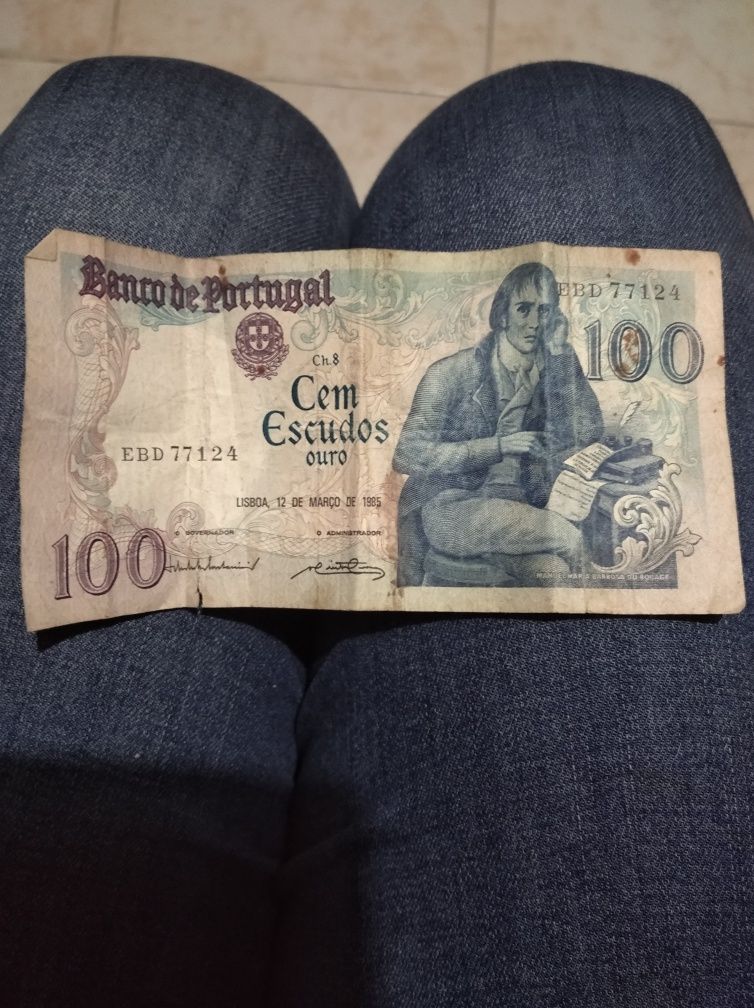 Banco de Portugal
EBD 77124
100
Ch.8
Cem
Escudos
ouro
EBD 77124
LISBOA, 12 DE MARÇO DE 1985
O GOVERNADOR
O ADMINISTRADOR
100
MANUEL MARIA BARBOSA DU BOCAGE